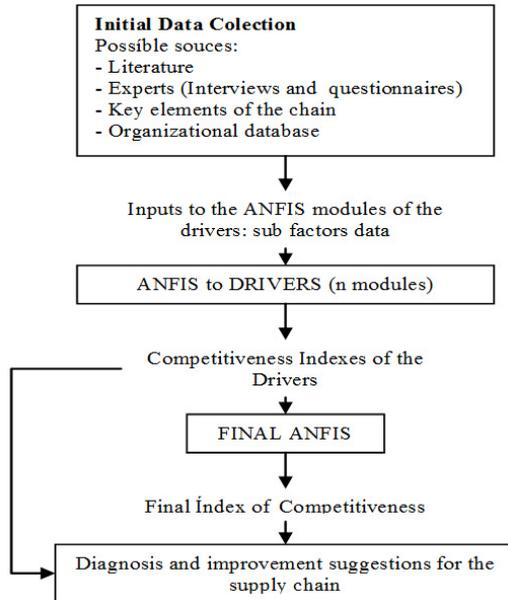 Initial Data Colection
Possíble souces:
- Literature
- Experts (Interviews and questionnaires)
- Key elements of the chain
- Organizational database
Inputs to the ANFIS modules of the
drivers: sub factors data
ANFIS to DRIVERS (n modules)
Competitiveness Indexes of the
Drivers
FINAL ANFIS
Final Índex of Competitiveness
Diagnosis and improvement suggestions for the
supply chain